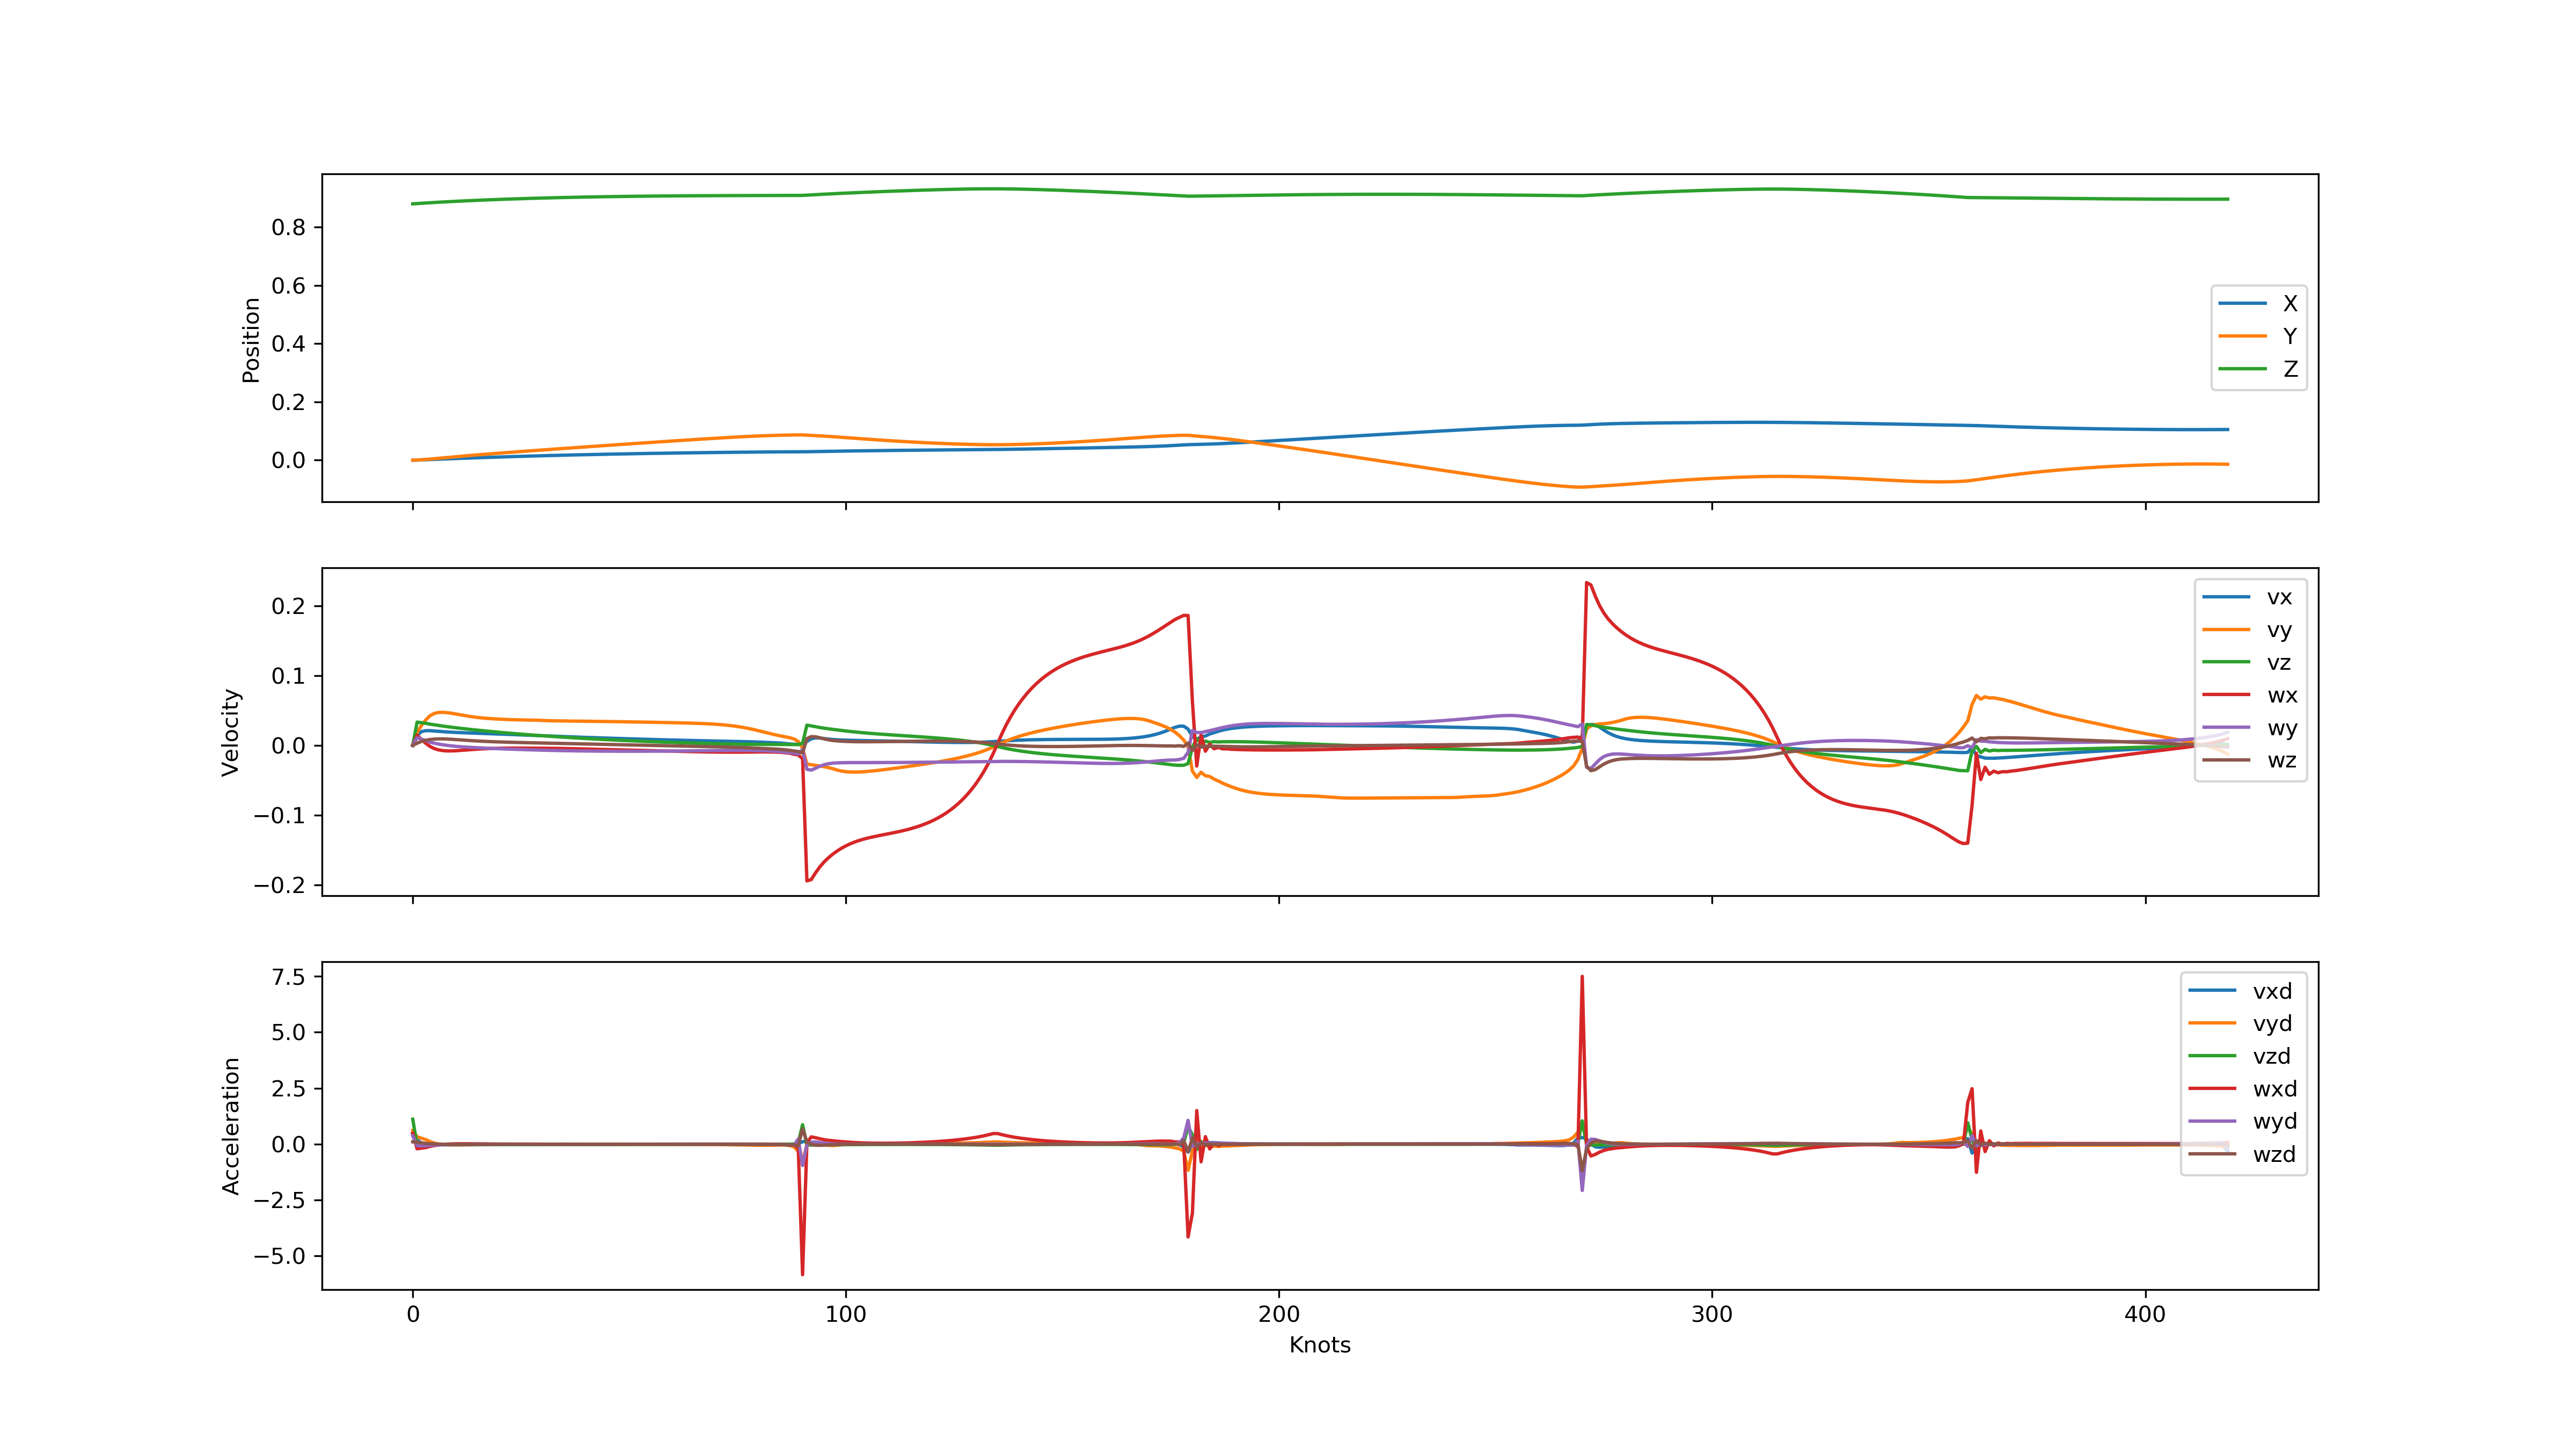 0.8
0.6
0.4
0.2
0.0
Position
X
Y
Z
0.2
0.1
0.0
−0.1
−0.2
Velocity
vx
vy
vz
wx
wy
wz
7.5
5.0
2.5
0.0
−2.5
−5.0
Acceleration
vxd
vyd
vzd
wxd
wyd
wzd
0 100 200 300 400
Knots